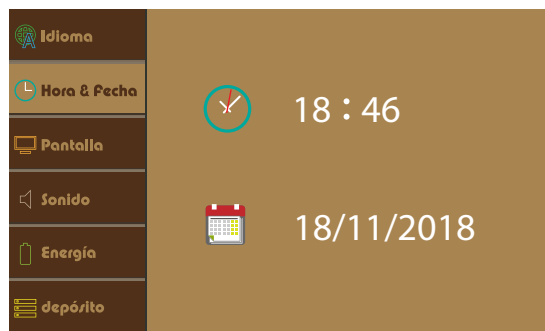 Idioma
Hora & Fecha
Pantalla
Sonido
Energía
depósito
18 : 46
18/11/2018